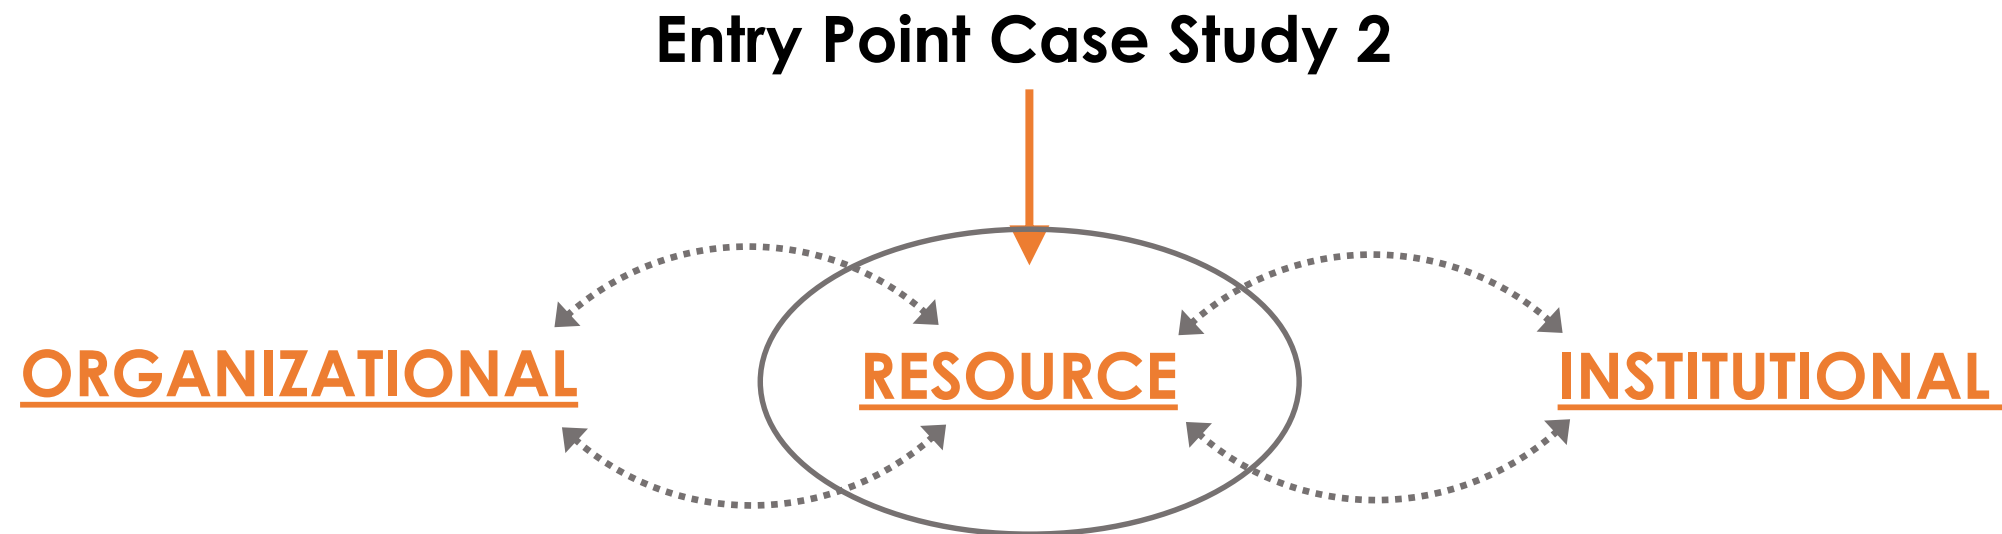 Entry Point Case Study 2
ORGANIZATIONAL RESOURCE INSTITUTIONAL